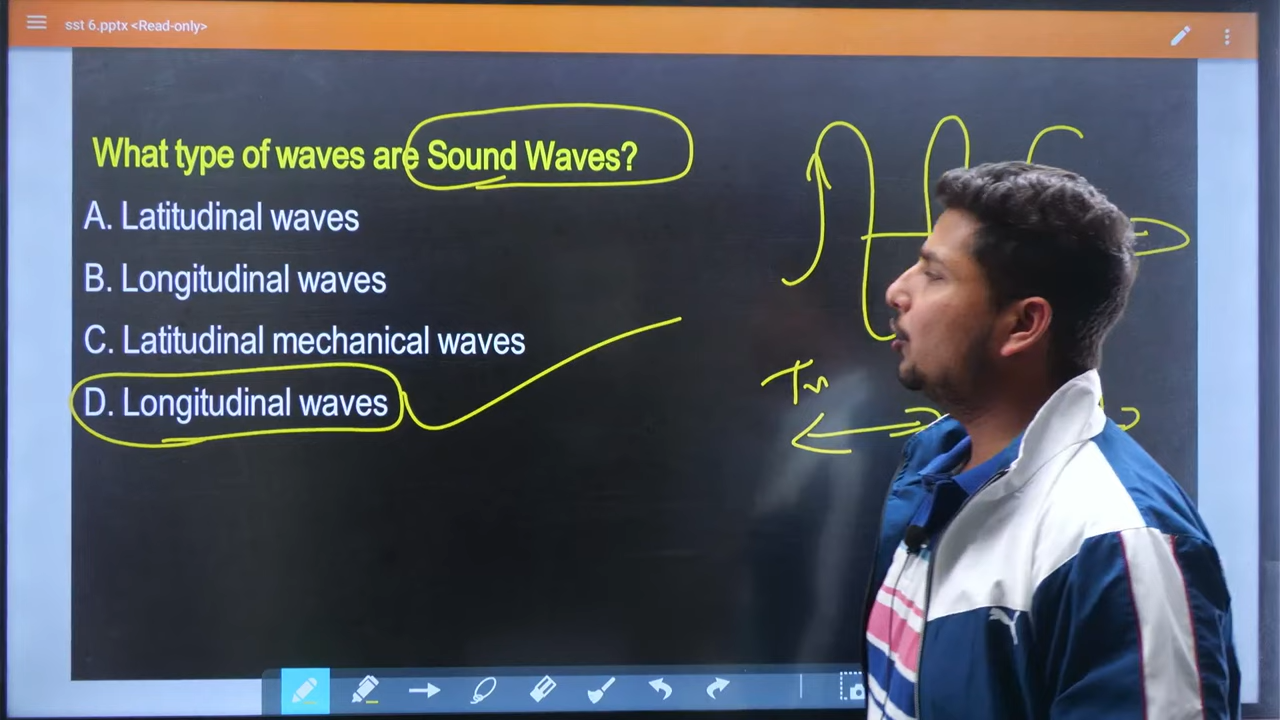 sst 6.pptx <Read-only>
What type of waves are Sound Waves?
A. Latitudinal waves
B. Longitudinal waves
C. Latitudinal mechanical waves
D. Longitudinal waves